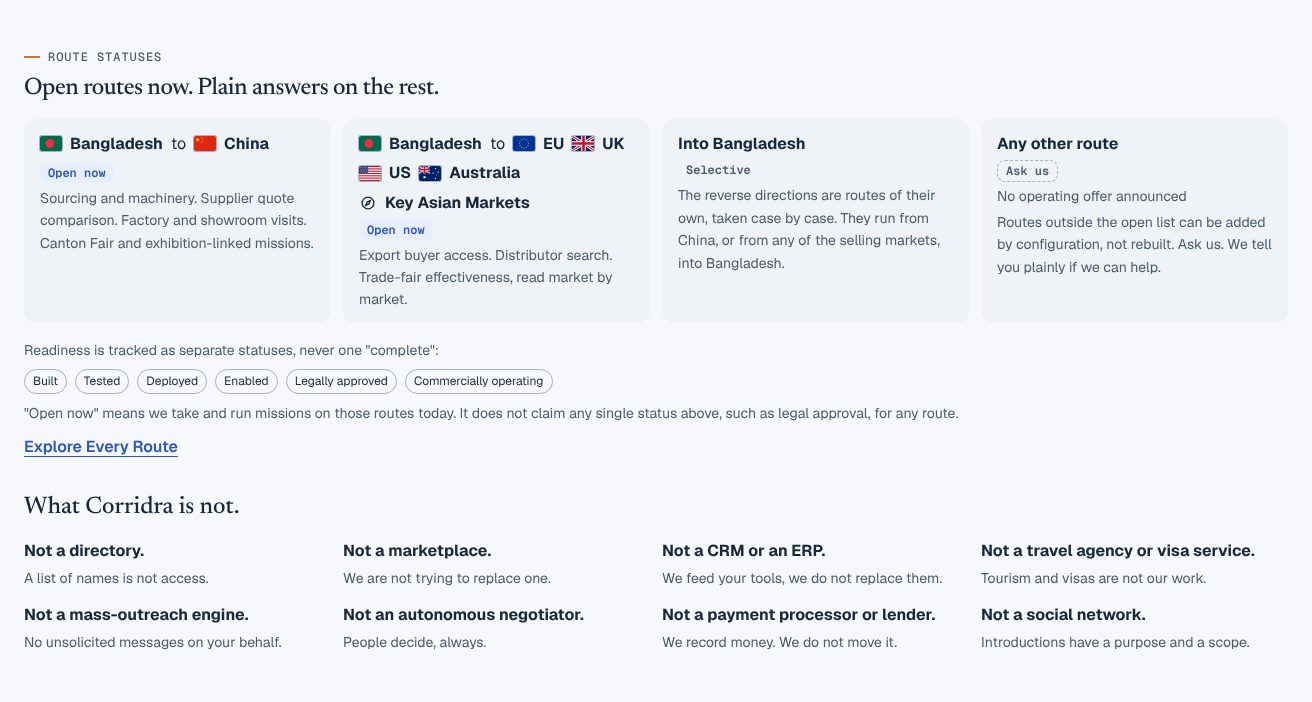 ROUTE STATUSES
Open routes now. Plain answers on the rest.
Bangladesh to China
Open now
Sourcing and machinery. Supplier quote
comparison. Factory and showroom visits.
Canton Fair and exhibition-linked missions.
Bangladesh to EU UK
US Australia
Key Asian Markets
Open now
Export buyer access. Distributor search.
Trade-fair effectiveness, read market by
market.
Into Bangladesh
Selective
The reverse directions are routes of their
own, taken case by case. They run from
China, or from any of the selling markets,
into Bangladesh.
Any other route
Ask us
No operating offer announced
Routes outside the open list can be added
by configuration, not rebuilt. Ask us. We tell
you plainly if we can help.
Readiness is tracked as separate statuses, never one "complete":
Built Tested Deployed Enabled Legally approved Commercially operating
"Open now" means we take and run missions on those routes today. It does not claim any single status above, such as legal approval, for any route.
Explore Every Route
What Corridra is not.
Not a directory.
A list of names is not access.
Not a marketplace.
We are not trying to replace one.
Not a CRM or an ERP.
We feed your tools, we do not replace them.
Not a travel agency or visa service.
Tourism and visas are not our work.
Not a mass-outreach engine.
No unsolicited messages on your behalf.
Not an autonomous negotiator.
People decide, always.
Not a payment processor or lender.
We record money. We do not move it.
Not a social network.
Introductions have a purpose and a scope.